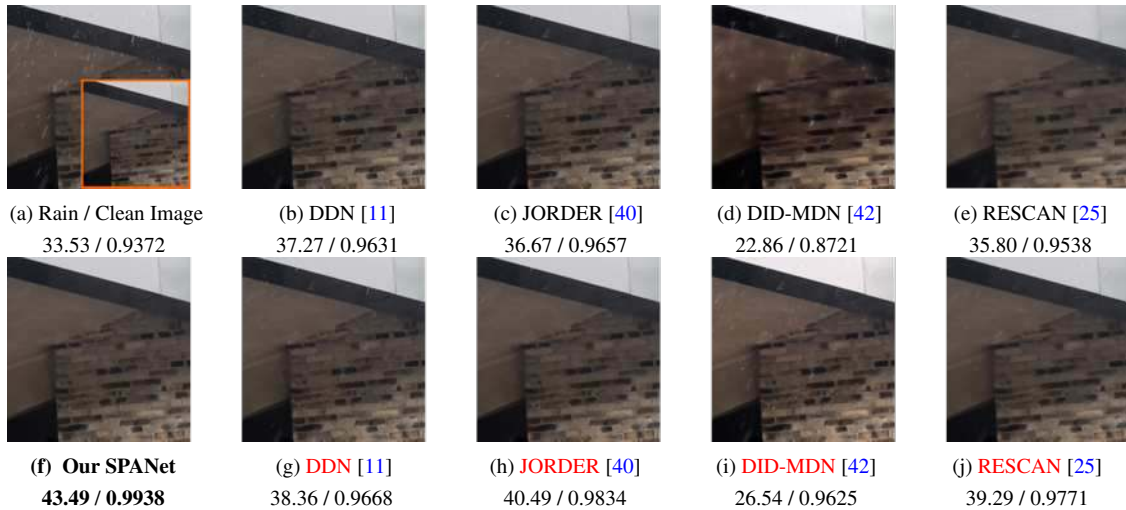 (a) Rain / Clean Image (b) DDN [11] (c) JORDER [40] (d) DID-MDN [42] (e) RESCAN [25]
33.53 / 0.9372 37.27 / 0.9631 36.67 / 0.9657 22.86 / 0.8721 35.80 / 0.9538
(f) Our SPANet (g) DDN [11] (h) JORDER [40] (i) DID-MDN [42] (j) RESCAN [25]
43.49 / 0.9938 38.36 / 0.9668 40.49 / 0.9834 26.54 / 0.9625 39.29 / 0.9771